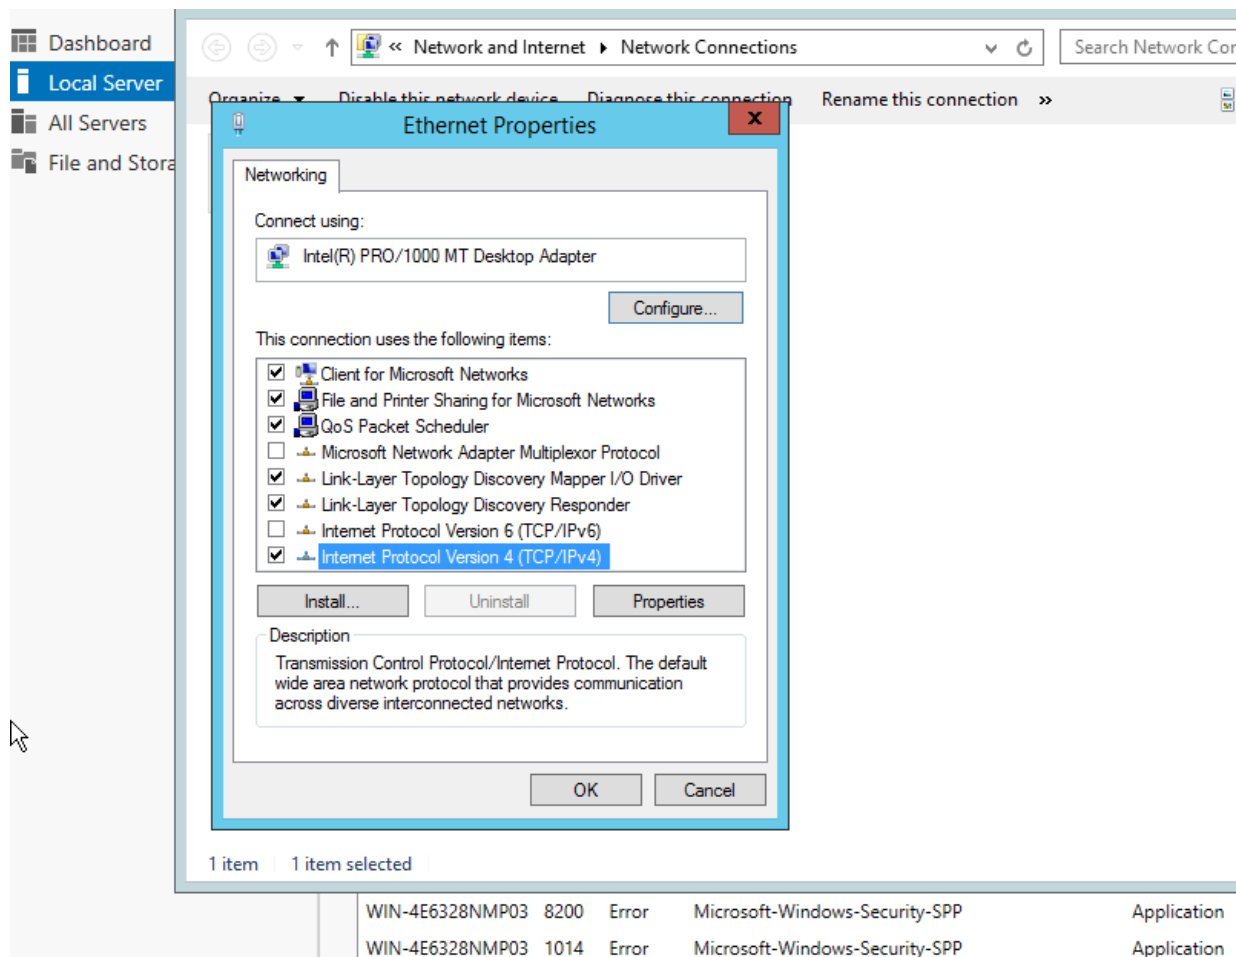 Dashboard
Local Server
All Servers
File and Stora
« Network and Internet Network Connections
Search Network Cor
Organize Disable this network device Diagnose this connection Rename this connection »
Ethernet Properties
x
Networking
Connect using:
Intel(R) PRO/1000 MT Desktop Adapter
Configure...
This connection uses the following items:
Client for Microsoft Networks
File and Printer Sharing for Microsoft Networks
QoS Packet Scheduler
Microsoft Network Adapter Multiplexor Protocol
Link-Layer Topology Discovery Mapper I/O Driver
Link-Layer Topology Discovery Responder
Internet Protocol Version 6 (TCP/IPv6)
Internet Protocol Version 4 (TCP/IPv4)
Install... Uninstall Properties
Description
Transmission Control Protocol/Internet Protocol. The default
wide area network protocol that provides communication
across diverse interconnected networks.
OK Cancel
1 item 1 item selected
WIN-4E6328NMP03 8200 Error Microsoft-Windows-Security-SPP Application
WIN-4E6328NMP03 1014 Error Microsoft-Windows-Security-SPP Application